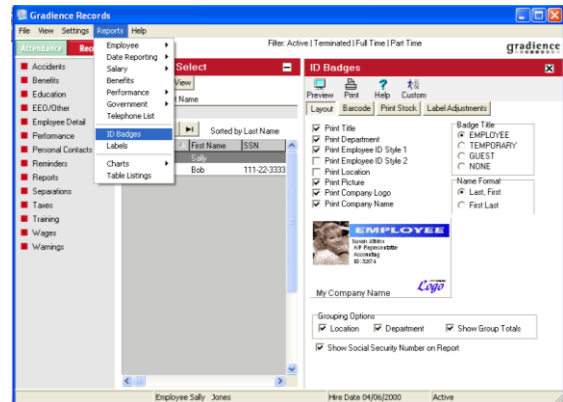 Gradience Records
File View Settings Reports Help
Attendance
Filter: Active | Terminated | Full Time | Part Time
gradience
Accidents
Benefits
Education
EEO/Other
Employee Detail
Performance
Personal Contacts
Reminders
Reports
Separations
Taxes
Training
Wages
Warnings
Employee
Date Reporting
Salary
Benefits
Performance
Government
Telephone List
ID Badges
Labels
Charts
Table Listings
Select
View
t Name
Sorted by Last Name
First Name SSN
Sally
Bob 111-22-3333
ID Badges
Preview Print Help Custom
Layout Barcode Print Stock Label Adjustments
Print Title
Print Department
Print Employee ID Style 1
Print Employee ID Style 2
Print Location
Print Picture
Print Company Logo
Print Company Name
Badge Title
EMPLOYEE
TEMPORARY
GUEST
NONE
Name Format
Last, First
First Last
EMPLOYEE
Susan Atkins
A/P Representative
Accounting
My Company Name
Logo
Grouping Options
Location Department Show Group Totals
Show Social Security Number on Report
Employee Sally Jones Hire Date 04/06/2000 Active